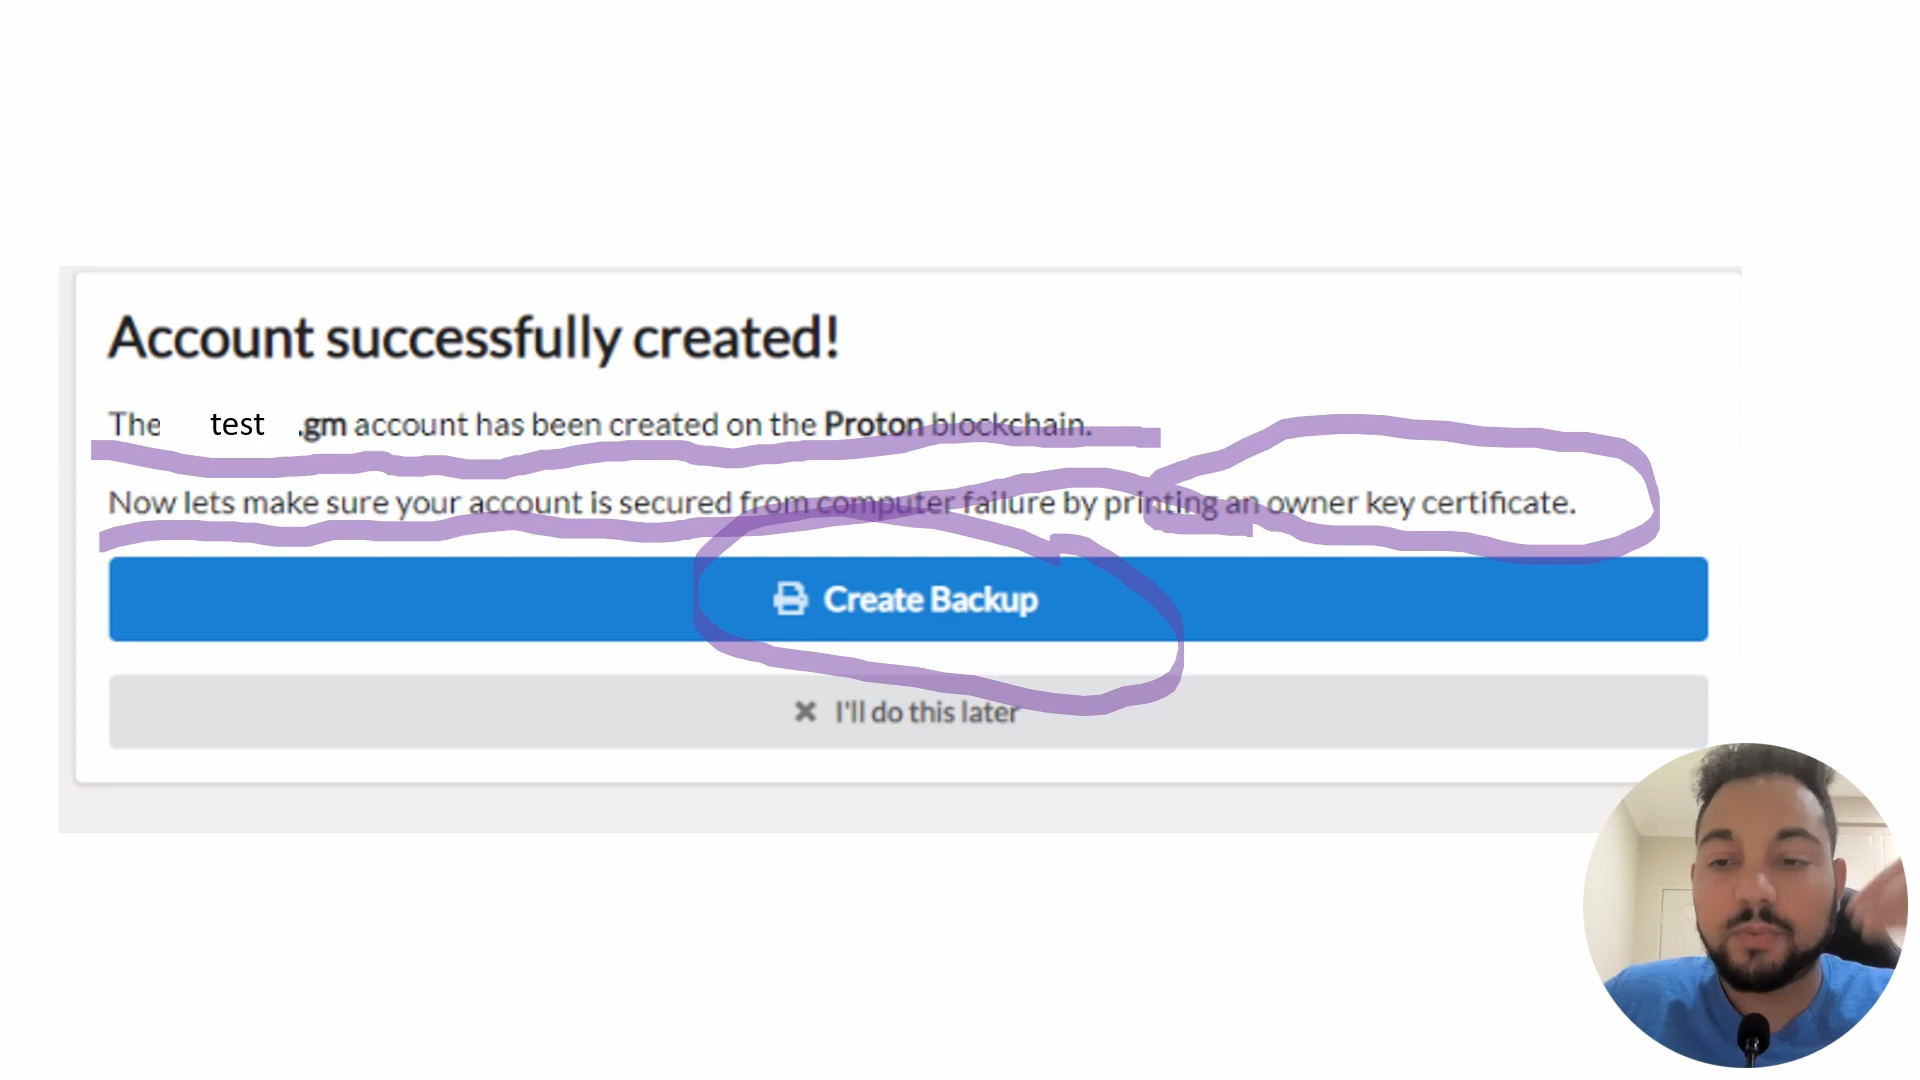 Account successfully created!
The test .gm account has been created on the Proton blockchain.
Now lets make sure your account is secured from computer failure by printing an owner key certificate.
Create Backup
I'll do this later